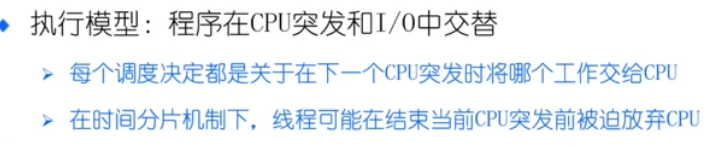 执行模型：程序在CPU突发和I/O中交替
每个调度决定都是关于在下一个CPU突发时将哪个工作交给CPU
在时间分片机制下，线程可能在结束当前CPU突发前被迫放弃CPU